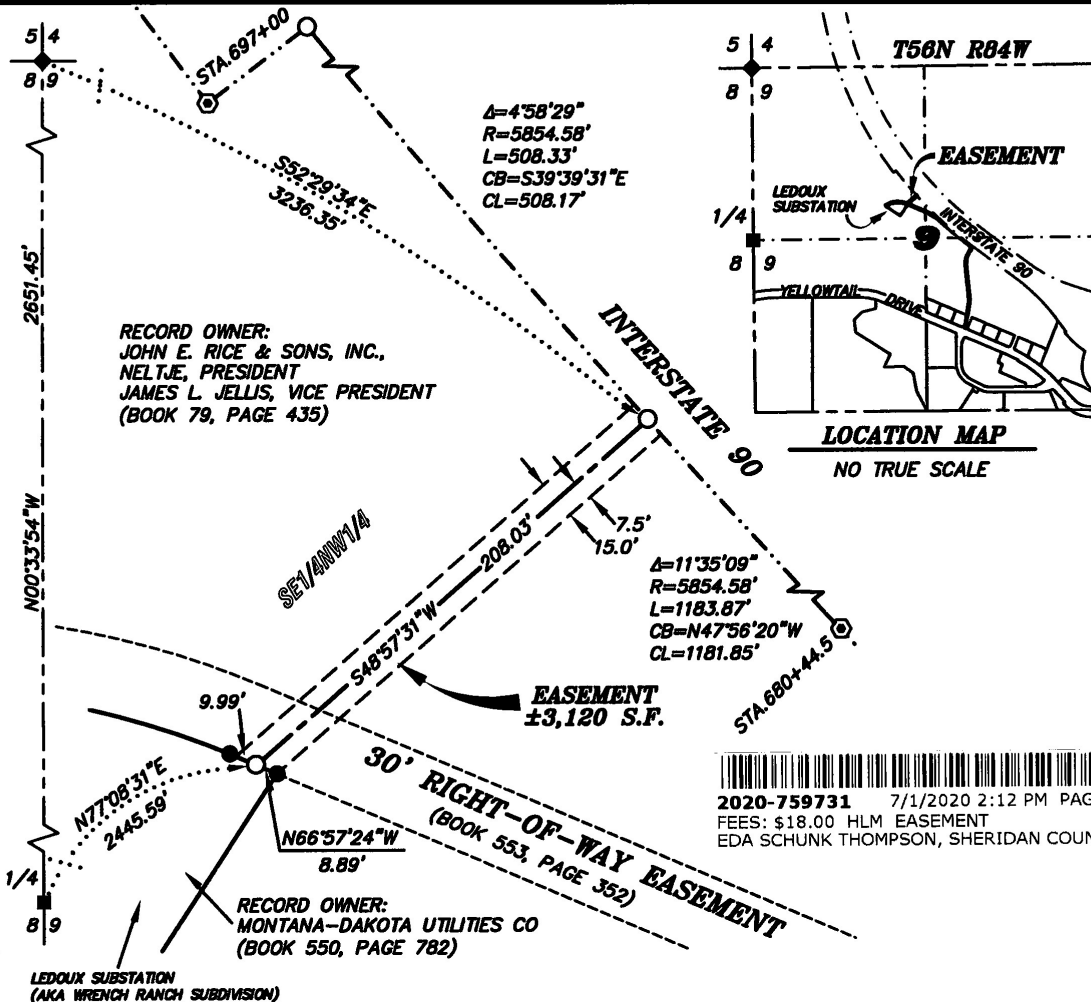 5 4
8 9
STA.697+00
Δ=4°58'29"
R=5854.58'
L=508.33'
CB=S39°39'31"E
CL=508.17'
S52°29'34"E
3236.35'
2651.45'
N00°33'54"W
RECORD OWNER:
JOHN E. RICE & SONS, INC.,
NELTJE, PRESIDENT
JAMES L. JELLIS, VICE PRESIDENT
(BOOK 79, PAGE 435)
INTERSTATE 90
SE1/4NW1/4
S48°57'31"W
208.03'
7.5'
15.0'
Δ=11°35'09"
R=5854.58'
L=1183.87'
CB=N47°56'20"W
CL=1181.85'
STA.680+44.5
EASEMENT
±3,120 S.F.
9.99'
N77°08'31"E
2445.59'
N66°57'24"W
8.89'
30' RIGHT-OF-WAY EASEMENT
(BOOK 553, PAGE 352)
1/4
8 9
RECORD OWNER:
MONTANA-DAKOTA UTILITIES CO
(BOOK 550, PAGE 782)
LEDOUX SUBSTATION
(AKA WRENCH RANCH SUBDIVISION)
5 4
8 9
T56N R84W
EASEMENT
LEDOUX
SUBSTATION
INTERSTATE 90
1/4
8 9
9
YELLOWTAIL DRIVE
LOCATION MAP
NO TRUE SCALE
2020-759731 7/1/2020 2:12 PM PAG
FEES: $18.00 HLM EASEMENT
EDA SCHUNK THOMPSON, SHERIDAN COUN